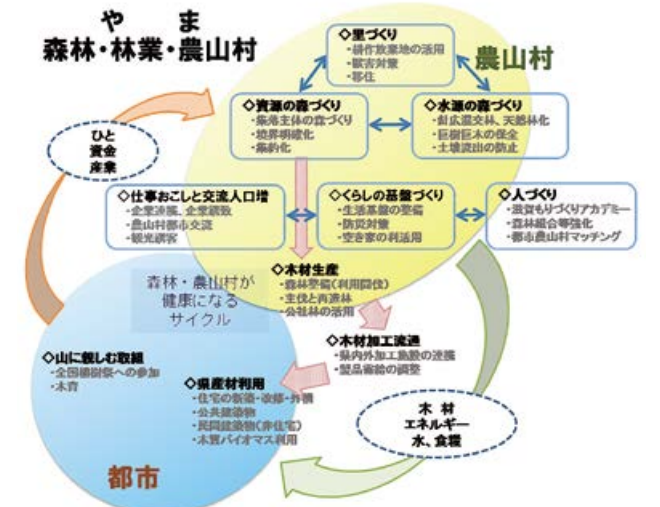 やま
森林・林業・農山村
農山村
◇里づくり
・耕作放棄地の活用
・獣害対策
・移住
◇資源の森づくり
・集落主体の森づくり
・境界明確化
・集約化
◇水源の森づくり
・針広混交林、天然林化
・巨樹巨木の保全
・土壌流出の防止
ひと
資金
産業
◇仕事おこしと交流人口増
・企業連携、企業誘致
・農山村都市交流
・観光顧客
◇くらしの基盤づくり
・生活基盤の整備
・防災対策
・空き家の利活用
◇人づくり
・滋賀もりづくりアカデミー
・森林組合等強化
・都市農山村マッチング
森林・農山村が
健康になる
サイクル
◇木材生産
・森林整備(利用間伐)
・主伐と再造林
・公社林の活用
◇木材加工流通
・県内外加工施設の連携
・製品需給の調整
◇山に親しむ取組
・全国植樹祭への参加
・木育
◇県産材利用
・住宅の新築・改修・外構
・公共建築物
・民間建築物(非住宅)
・木質バイオマス利用
木材
エネルギー
水、食糧
都市